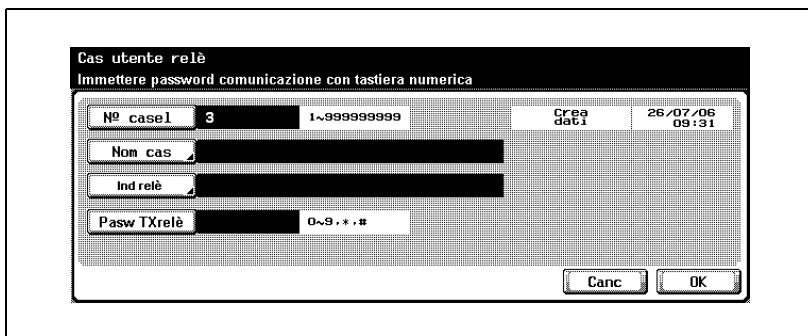 Cas utente relè
Immettere password comunicazione con tastiera numerica
Nº casel 3 1~999999999 Crea dati 26/07/06 09:31
Nom cas
Ind relè
Pasw TXrelè 0~9,*,#
Canc OK